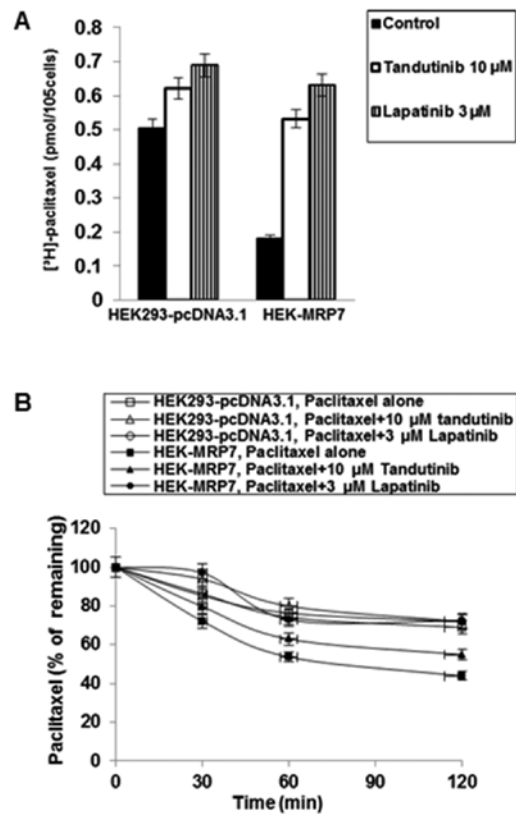 A
Control
Tandutinib 10 µM
Lapatinib 3 µM
[³H]-paclitaxel (pmol/105cells)
0.8
0.7
0.6
0.5
0.4
0.3
0.2
0.1
0
HEK293-pcDNA3.1
HEK-MRP7
B
HEK293-pcDNA3.1, Paclitaxel alone
HEK293-pcDNA3.1, Paclitaxel+10 µM tandutinib
HEK293-pcDNA3.1, Paclitaxel+3 µM Lapatinib
HEK-MRP7, Paclitaxel alone
HEK-MRP7, Paclitaxel+10 µM Tandutinib
HEK-MRP7, Paclitaxel+3 µM Lapatinib
Paclitaxel (% of remaining)
120
100
80
60
40
20
0
0
30
60
90
120
Time (min)